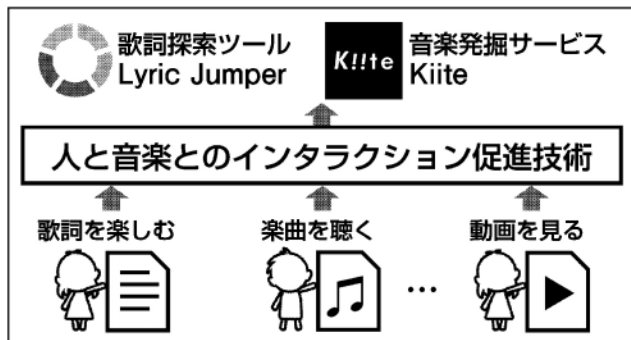 歌詞探索ツール
Lyric Jumper
K!!te
音楽発掘サービス
Kiite
人と音楽とのインタラクション促進技術
歌詞を楽しむ
楽曲を聴く
動画を見る
…